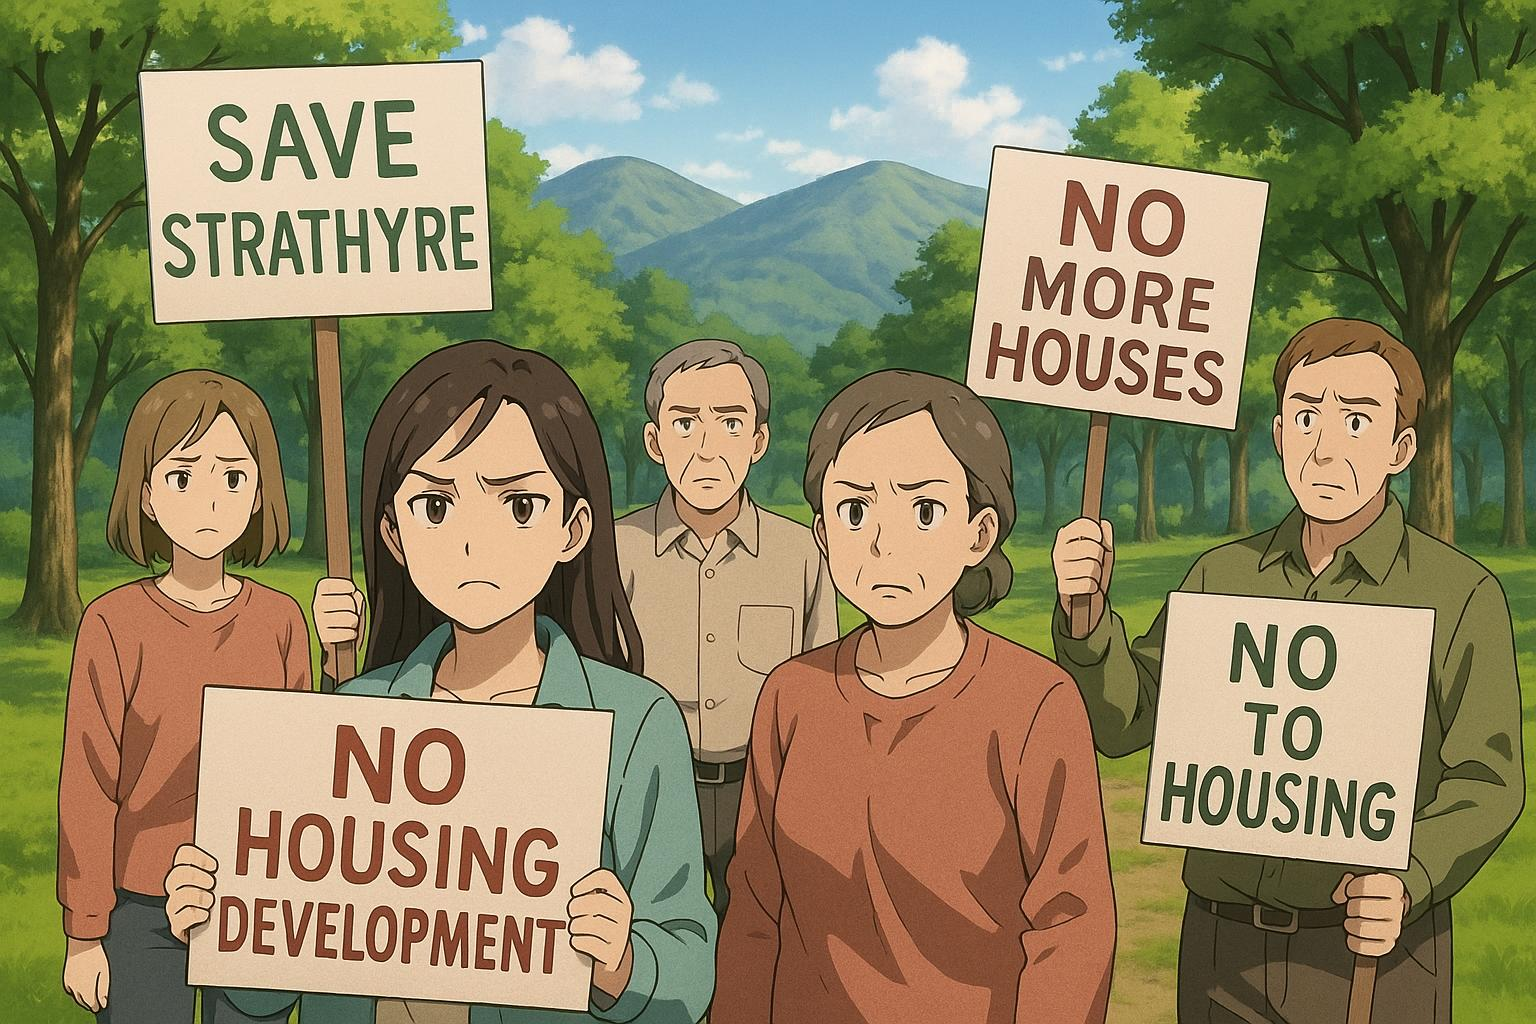 SAVE
STRATHYRE
NO
MORE
HOUSES
NO
HOUSING
DEVELOPMENT
NO
TO
HOUSING